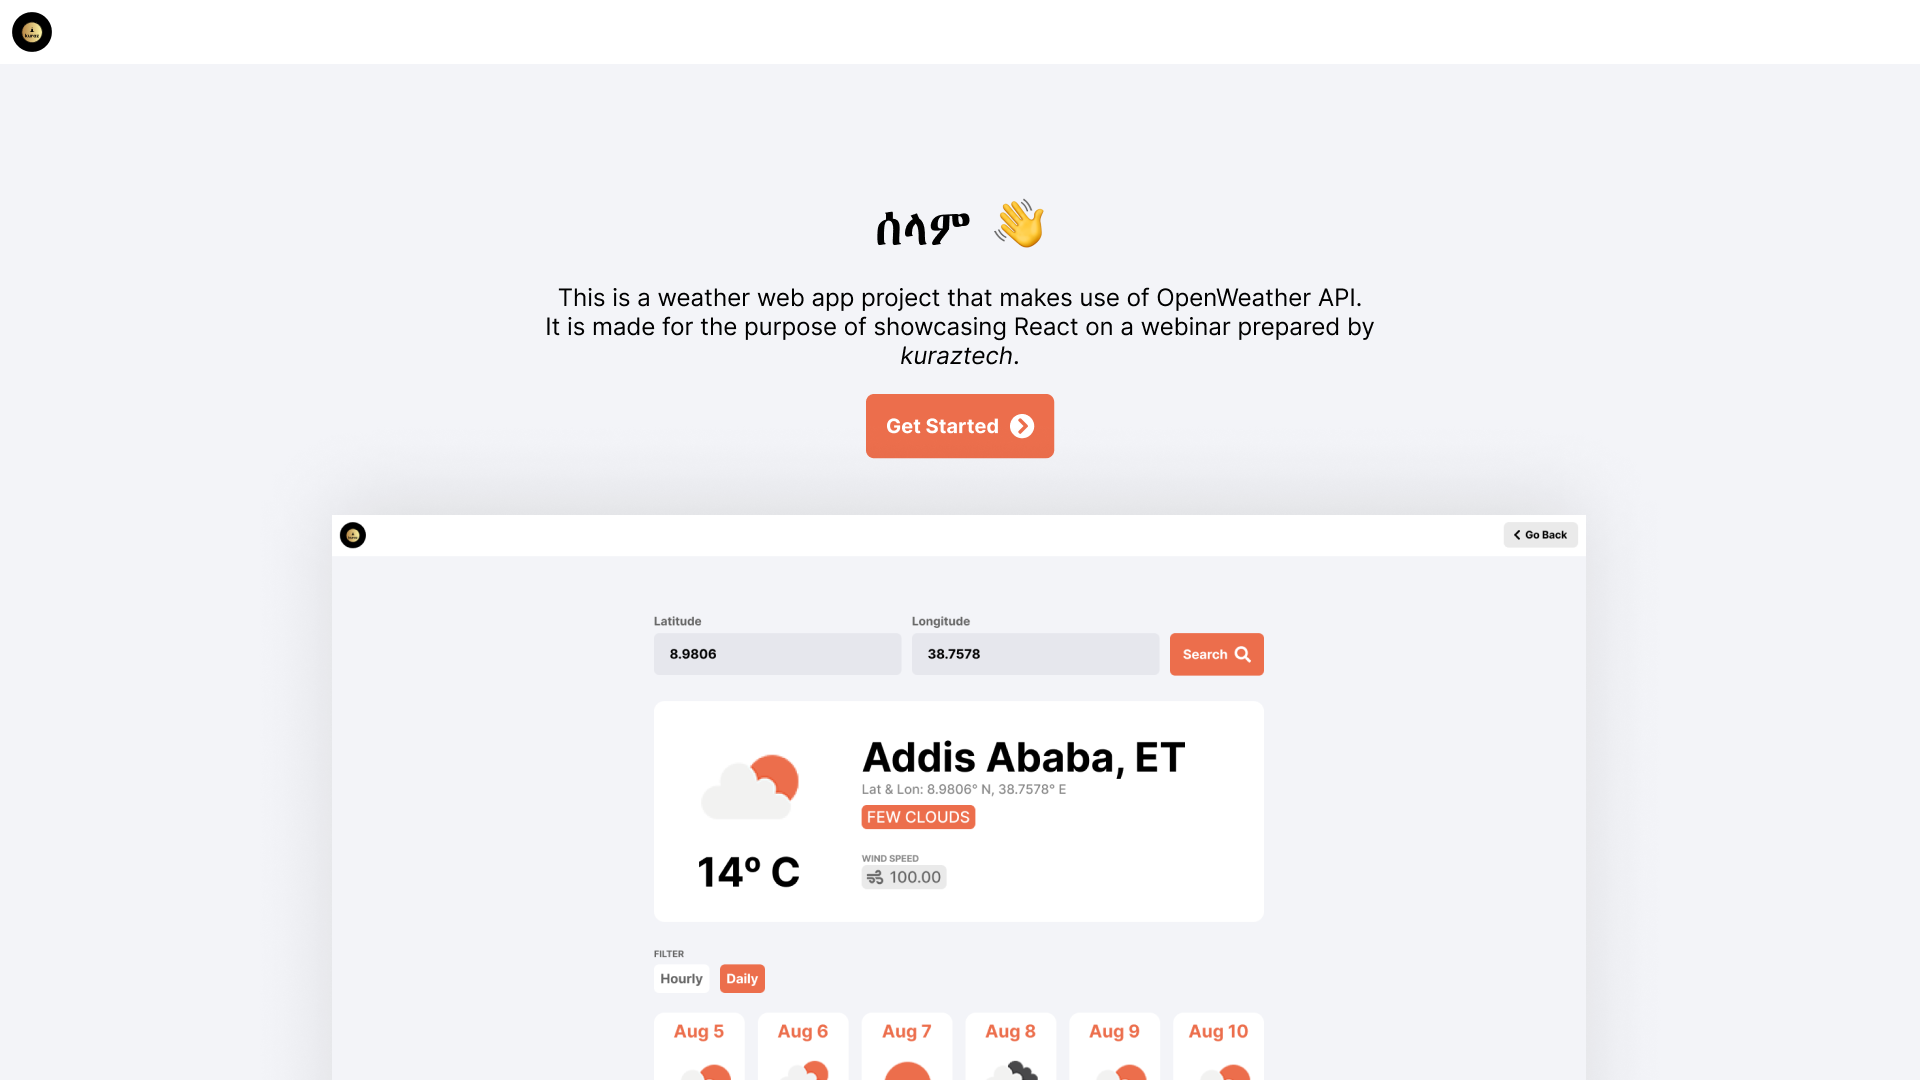 ሰላም 👋
This is a weather web app project that makes use of OpenWeather API.
It is made for the purpose of showcasing React on a webinar prepared by
kuraztech.
Get Started
Go Back
Latitude
Longitude
8.9806
38.7578
Search
Addis Ababa, ET
Lat & Lon: 8.9806° N, 38.7578° E
FEW CLOUDS
14º C
WIND SPEED
100.00
FILTER
Hourly
Daily
Aug 5
Aug 6
Aug 7
Aug 8
Aug 9
Aug 10